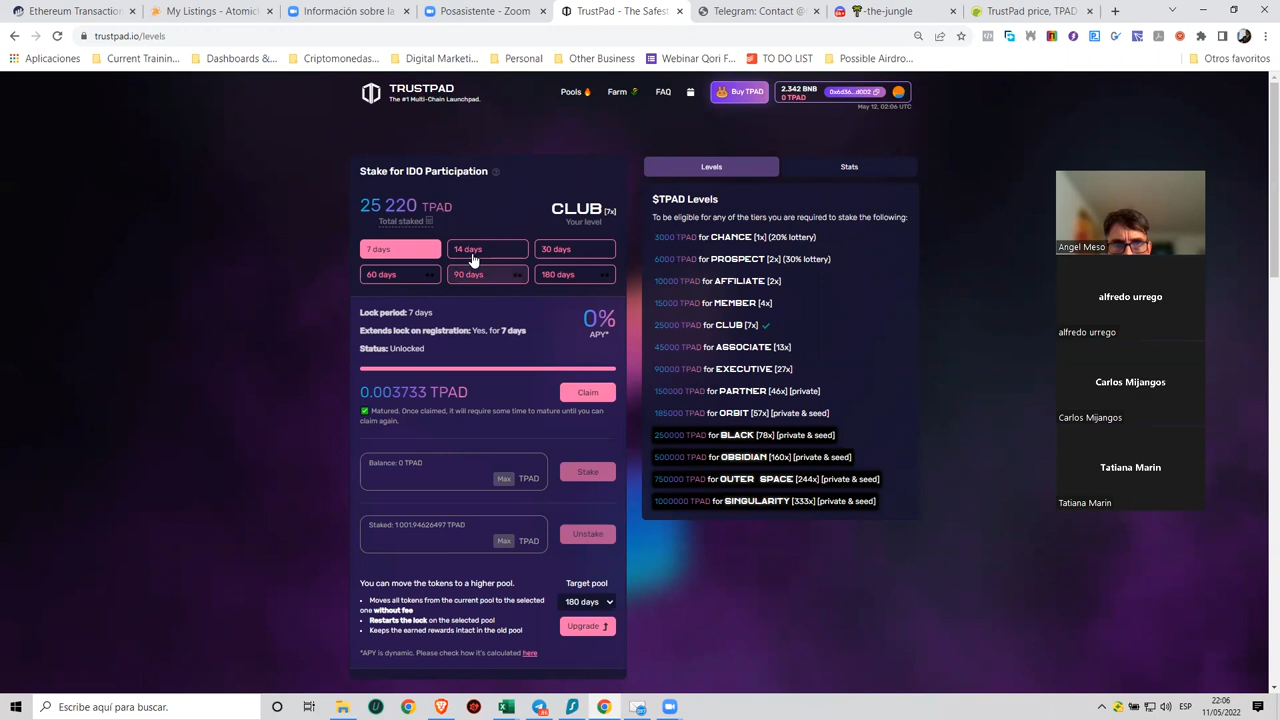 Ethereum Transaction
My Listings - Atomic
Información sobre la
Posasistente - Zoom
TrustPad - The Safest
Telegram: Contact @
-the-jungle
TrustPad price, TPAD
trustpad.io/levels
Aplicaciones
Current Training...
Dashboards &...
Criptomonedas...
Digital Marketi...
Personal
Other Business
Webinar Qori F...
TO DO LIST
Possible Airdro...
Otros favoritos
TRUSTPAD
The #1 Multi-Chain Launchpad.
Pools
Farm
FAQ
Buy TPAD
2.342 BNB
0 TPAD
0x6d36...d0D2
May 12, 02:06 UTC
Stake for IDO Participation
25 220 TPAD
Total staked
CLUB [7x]
Your level
7 days
14 days
30 days
60 days
90 days
180 days
Lock period: 7 days
Extends lock on registration: Yes, for 7 days
Status: Unlocked
0%
APY*
0.003733 TPAD
Claim
Matured. Once claimed, it will require some time to mature until you can
claim again.
Balance: 0 TPAD
Max TPAD
Stake
Staked: 1 001.94626497 TPAD
Max TPAD
Unstake
You can move the tokens to a higher pool.
• Moves all tokens from the current pool to the selected
one without fee
• Restarts the lock on the selected pool
• Keeps the earned rewards intact in the old pool
Target pool
180 days
Upgrade
*APY is dynamic. Please check how it's calculated here
Levels
Stats
$TPAD Levels
To be eligible for any of the tiers you are required to stake the following:
3000 TPAD for CHANCE [1x] (20% lottery)
6000 TPAD for PROSPECT [2x] (30% lottery)
10000 TPAD for AFFILIATE [2x]
15000 TPAD for MEMBER [4x]
25000 TPAD for CLUB [7x]
45000 TPAD for ASSOCIATE [13x]
90000 TPAD for EXECUTIVE [27x]
150000 TPAD for PARTNER [46x] [private]
185000 TPAD for ORBIT [57x] [private & seed]
250000 TPAD for BLACK [78x] [private & seed]
500000 TPAD for OBSIDIAN [160x] [private & seed]
750000 TPAD for OUTER SPACE [244x] [private & seed]
1000000 TPAD for SINGULARITY [333x] [private & seed]
Angel Meso
alfredo urrego
alfredo urrego
Carlos Mijangos
Carlos Mijangos
Tatiana Marin
Tatiana Marin
Escribe aquí para buscar.
ESP
22:06
11/05/2022